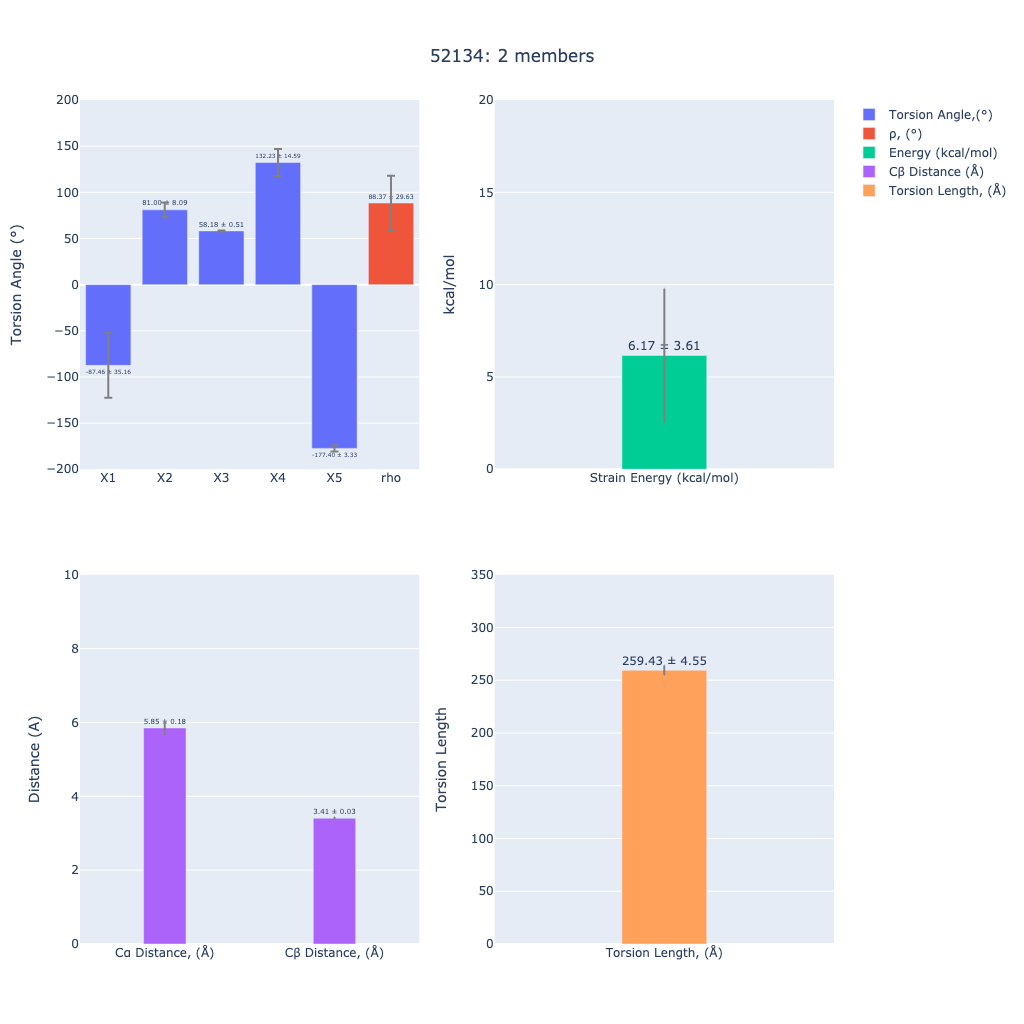 52134: 2 members
Torsion Angle (°)
200
150
100
50
0
−50
−100
−150
−200
-87.46 ± 35.16
81.00 ± 8.09
58.18 ± 0.51
132.23 ± 14.59
-177.40 ± 3.33
88.37 ± 29.63
X1 X2 X3 X4 X5 rho
kcal/mol
20
15
10
5
0
6.17 ± 3.61
Strain Energy (kcal/mol)
Torsion Angle,(°)
ρ, (°)
Energy (kcal/mol)
Cβ Distance (Å)
Torsion Length, (Å)
Distance (A)
10
8
6
4
2
0
5.85 ± 0.18
3.41 ± 0.03
Cα Distance, (Å) Cβ Distance, (Å)
Torsion Length
350
300
250
200
150
100
50
0
259.43 ± 4.55
Torsion Length, (Å)